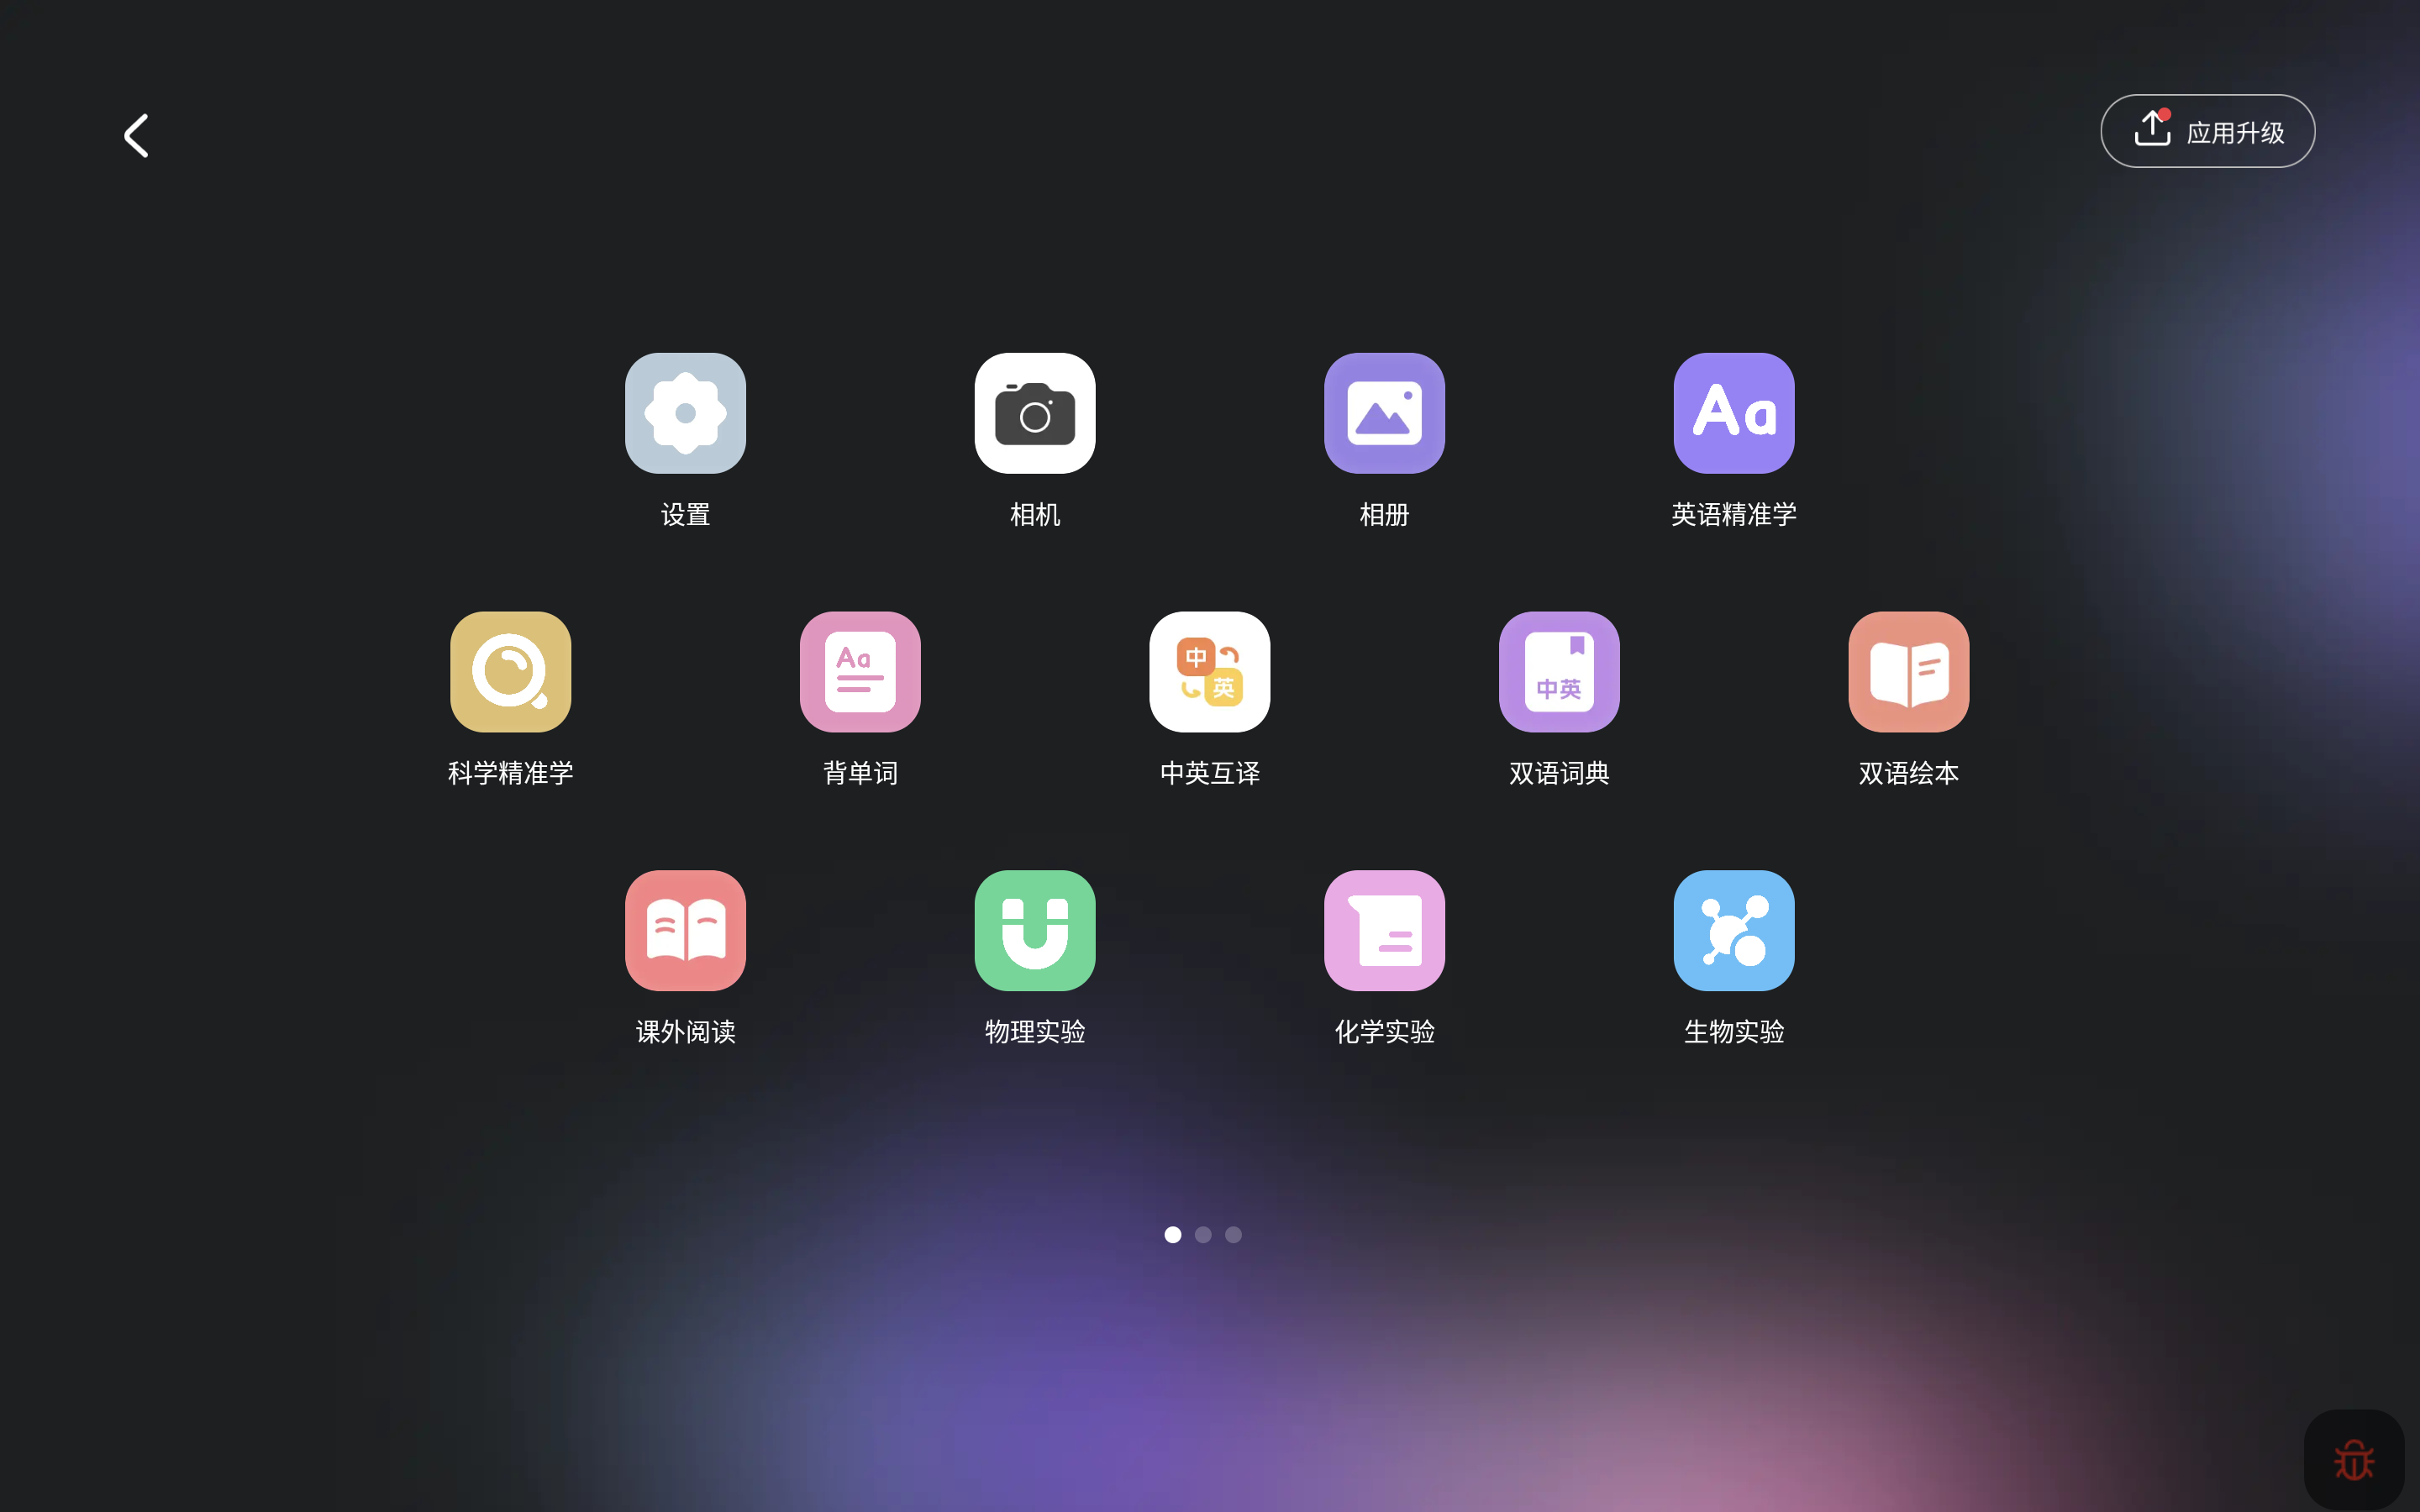 应用升级
设置
相机
相册
Aa
英语精准学
Aa
中
英
中英
科学精准学
背单词
中英互译
双语词典
双语绘本
课外阅读
物理实验
化学实验
生物实验